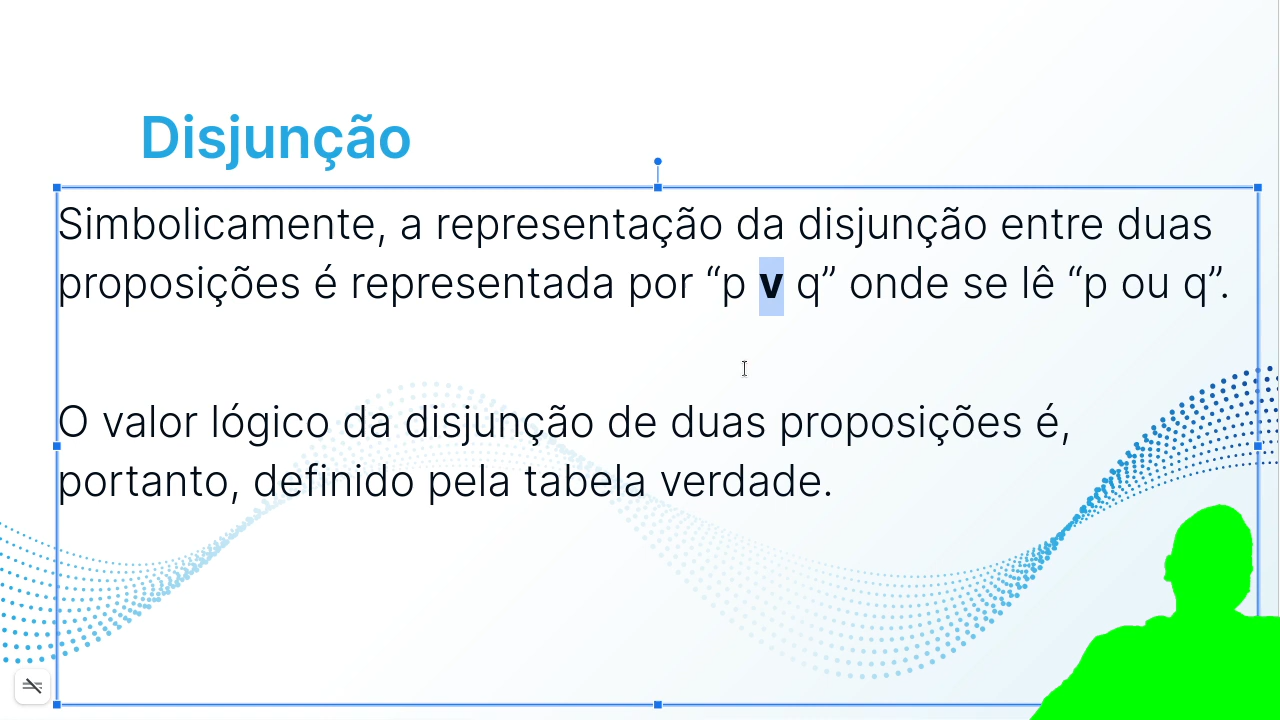 Disjunção
Simbolicamente, a representação da disjunção entre duas
proposições é representada por “p v q” onde se lê “p ou q”.
O valor lógico da disjunção de duas proposições é,
portanto, definido pela tabela verdade.